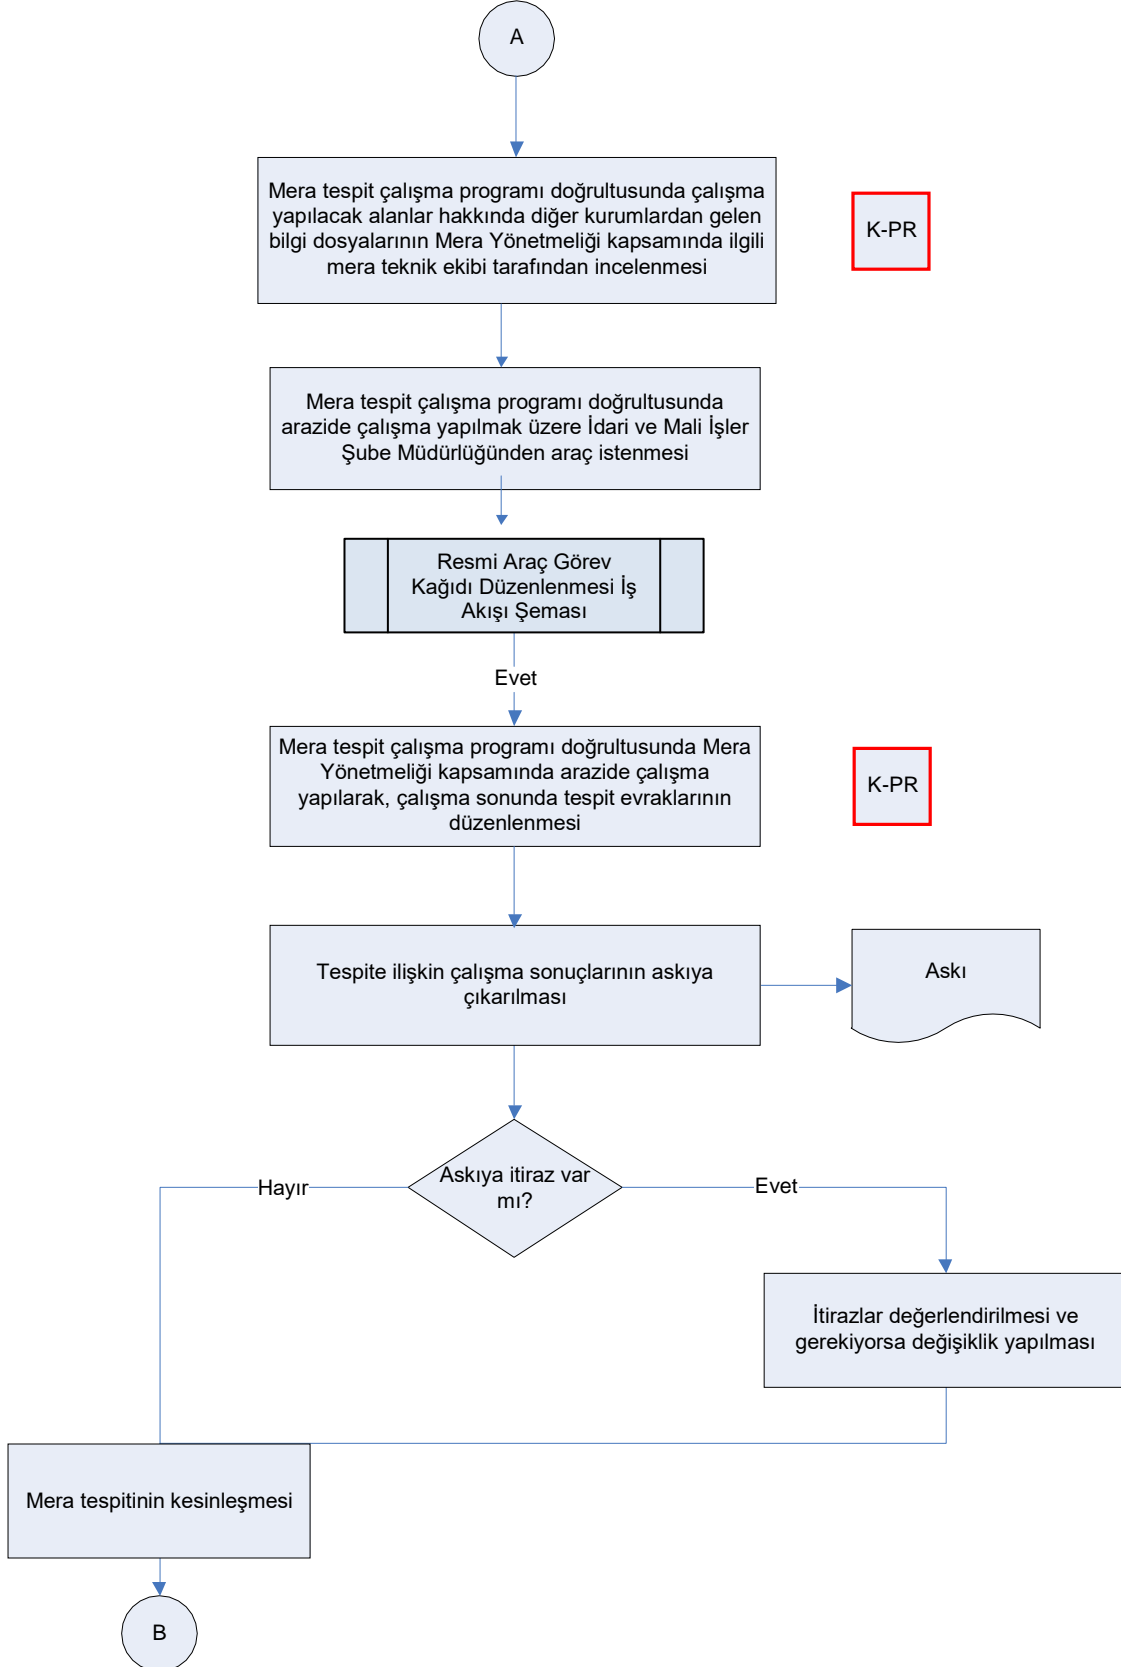 A
Mera tespit çalışma programı doğrultusunda çalışma
yapılacak alanlar hakkında diğer kurumlardan gelen
bilgi dosyalarının Mera Yönetmeliği kapsamında ilgili
mera teknik ekibi tarafından incelenmesi
K-PR
Mera tespit çalışma programı doğrultusunda
arazide çalışma yapılmak üzere İdari ve Mali İşler
Şube Müdürlüğünden araç istenmesi
Resmi Araç Görev
Kağıdı Düzenlenmesi İş
Akışı Şeması
Evet
Mera tespit çalışma programı doğrultusunda Mera
Yönetmeliği kapsamında arazide çalışma
yapılarak, çalışma sonunda tespit evraklarının
düzenlenmesi
K-PR
Tespite ilişkin çalışma sonuçlarının askıya
çıkarılması
Askı
Askıya itiraz var
mı?
Hayır
Evet
İtirazlar değerlendirilmesi ve
gerekiyorsa değişiklik yapılması
Mera tespitinin kesinleşmesi
B